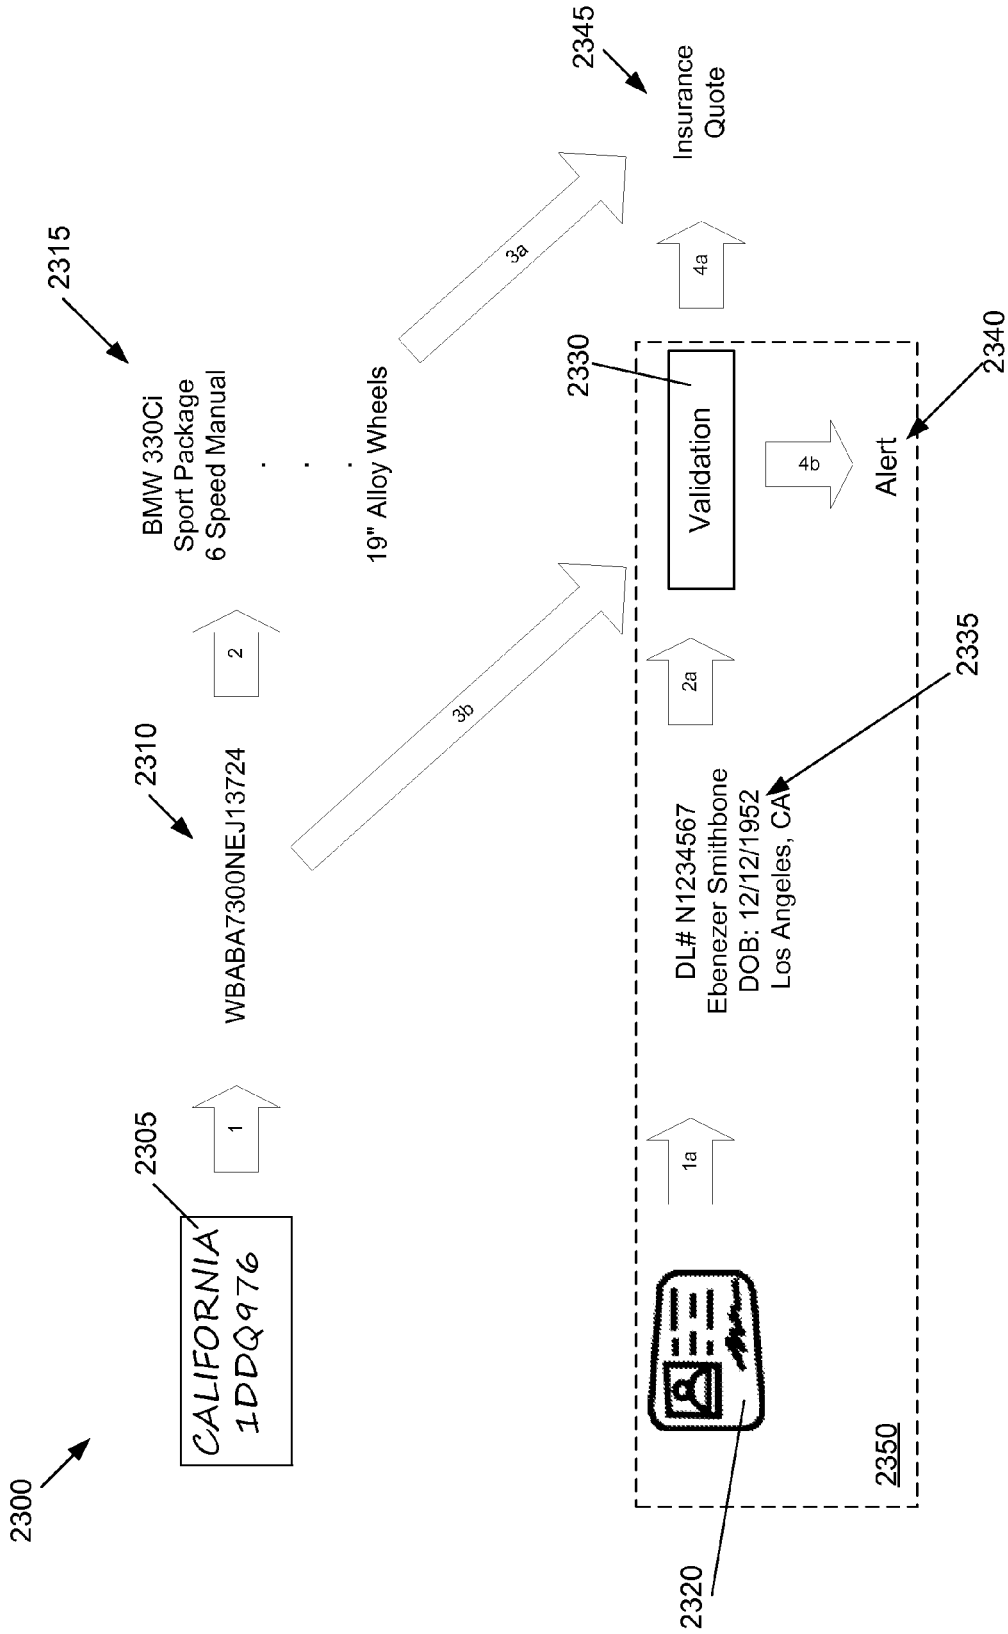 2300
CALIFORNIA
1DDQ976
2305
1
2310
WBABA7300NEJ13724
2
2315
BMW 330Ci
Sport Package
6 Speed Manual
. . .
19" Alloy Wheels
3a
3b
2345
Insurance
Quote
2320
1a
DL# N1234567
Ebenezer Smithbone
DOB: 12/12/1952
Los Angeles, CA
2335
2a
2330
Validation
4a
4b
Alert
2340
2350